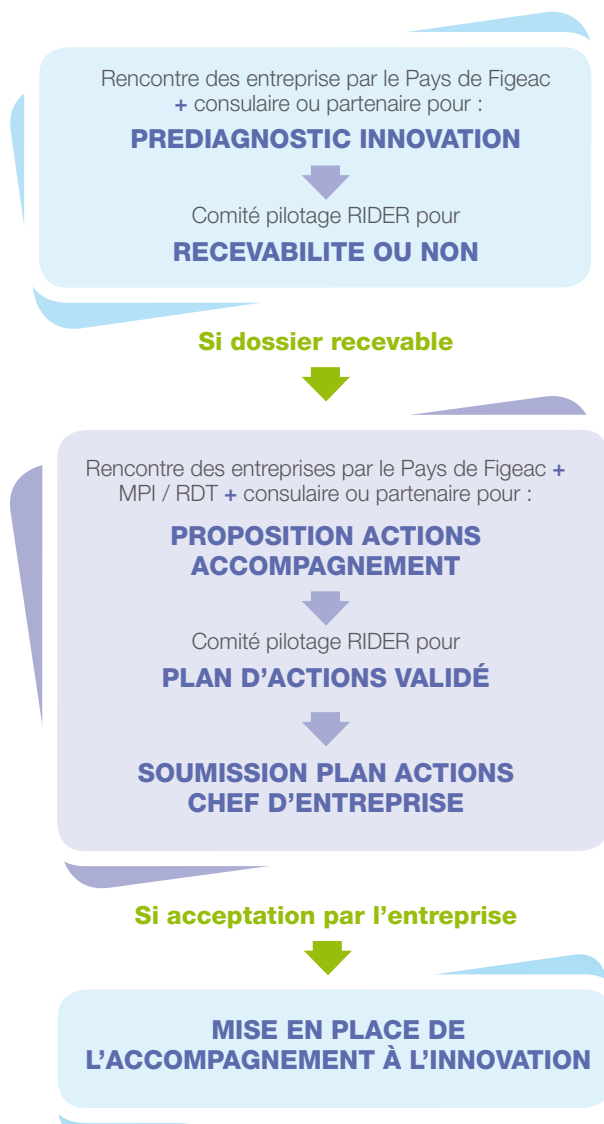 Rencontre des entreprise par le Pays de Figeac
+ consulaire ou partenaire pour :
PREDIAGNOSTIC INNOVATION
Comité pilotage RIDER pour
RECEVABILITE OU NON
Si dossier recevable
Rencontre des entreprises par le Pays de Figeac +
MPI / RDT + consulaire ou partenaire pour :
PROPOSITION ACTIONS
ACCOMPAGNEMENT
Comité pilotage RIDER pour
PLAN D'ACTIONS VALIDÉ
SOUMISSION PLAN ACTIONS
CHEF D'ENTREPRISE
Si acceptation par l'entreprise
MISE EN PLACE DE
L'ACCOMPAGNEMENT À L'INNOVATION